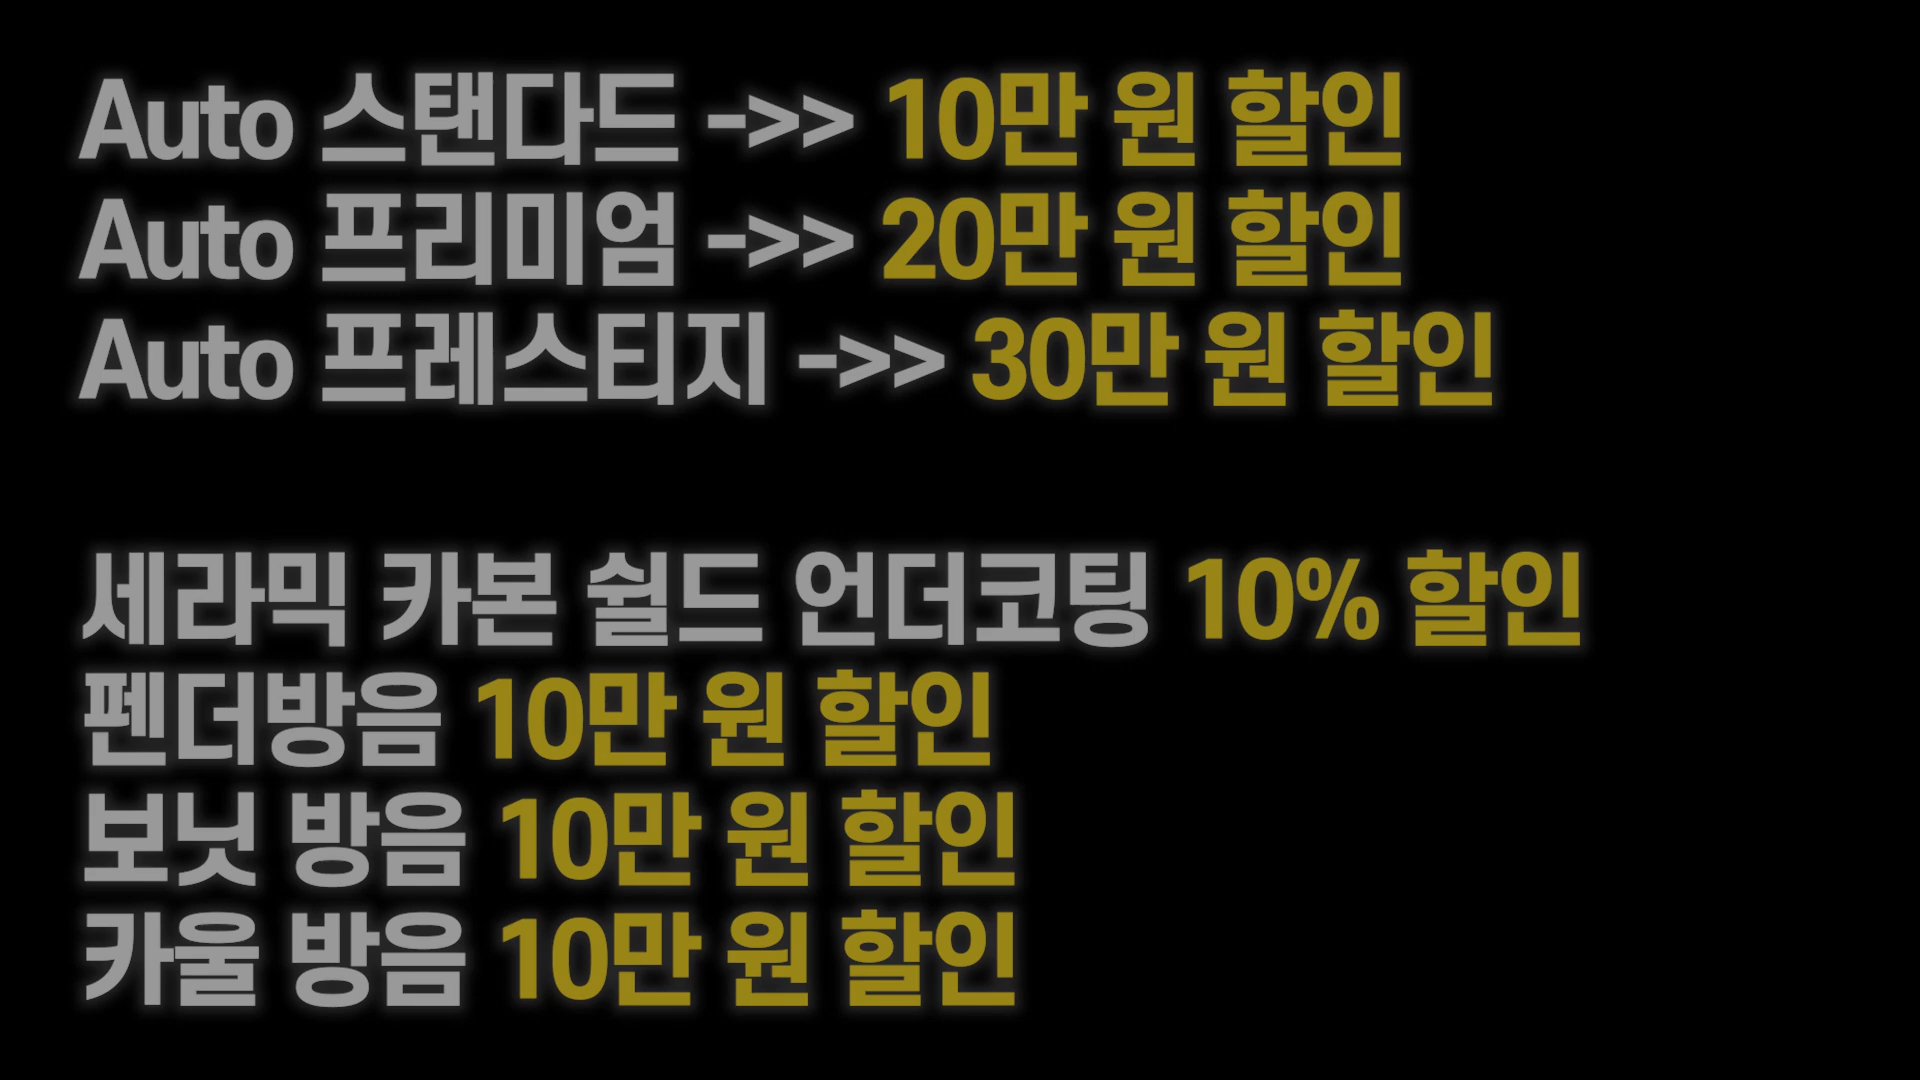 Auto 스탠다드 ->> 10만 원 할인
Auto 프리미엄 ->> 20만 원 할인
Auto 프레스티지 ->> 30만 원 할인
세라믹 카본 쉴드 언더코팅 10% 할인
펜더방음 10만 원 할인
보닛 방음 10만 원 할인
카울 방음 10만 원 할인